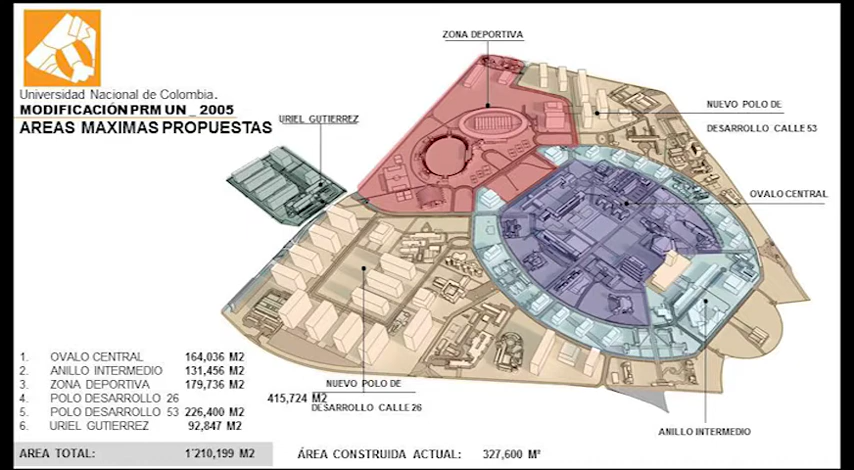 Universidad Nacional de Colombia.
MODIFICACIÓN PRM UN _ 2005
AREAS MAXIMAS PROPUESTAS
URIEL GUTIERREZ
ZONA DEPORTIVA
NUEVO POLO DE
DESARROLLO CALLE 53
OVALO CENTRAL
1. OVALO CENTRAL 164,036 M2
2. ANILLO INTERMEDIO 131,456 M2
3. ZONA DEPORTIVA 179,736 M2
4. POLO DESARROLLO 26 415,724 M2
5. POLO DESARROLLO 53 226,400 M2
6. URIEL GUTIERREZ 92,847 M2
NUEVO POLO DE
DESARROLLO CALLE 26
ANILLO INTERMEDIO
AREA TOTAL: 1´210,199 M2
ÁREA CONSTRUIDA ACTUAL: 327,600 M²